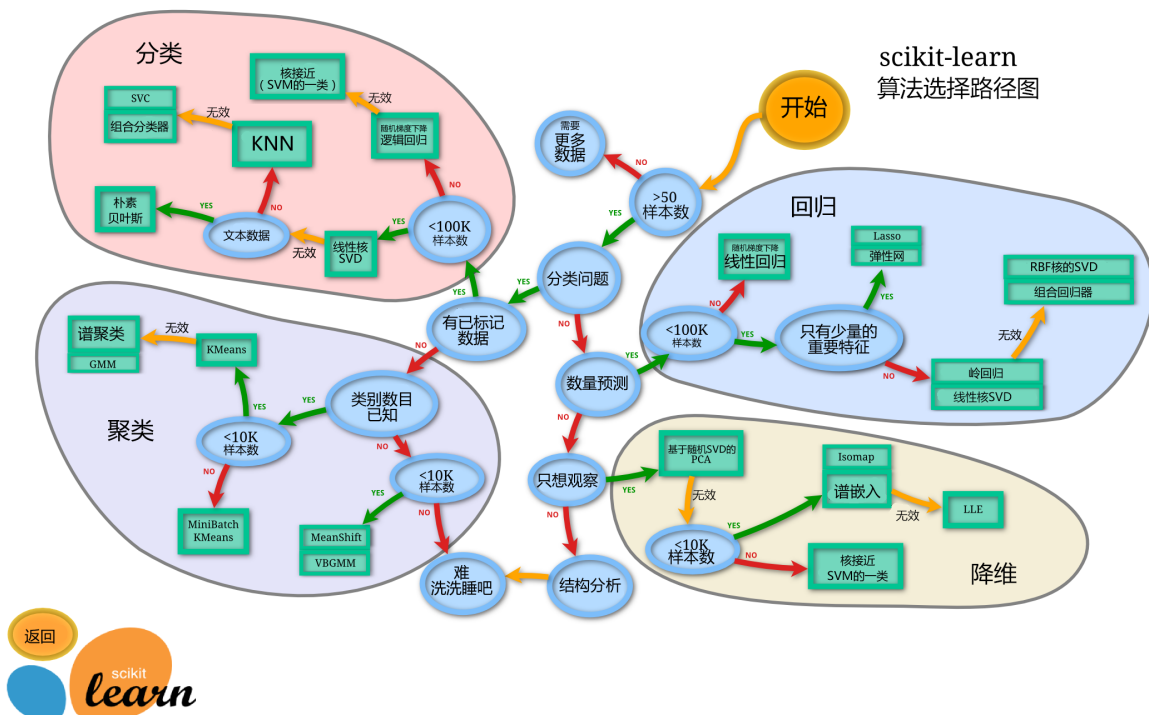 scikit-learn
算法选择路径图
开始
>50
样本数
NO
需要
更多
数据
YES
分类问题
YES
有已标记
数据
YES
<100K
样本数
NO
随机梯度下降
逻辑回归
无效
核接近
（SVM的一类）
YES
线性核
SVD
无效
文本数据
YES
朴素
贝叶斯
NO
KNN
无效
SVC
组合分类器
分类
NO
类别数目
已知
YES
<10K
样本数
YES
KMeans
无效
谱聚类
GMM
NO
MiniBatch
KMeans
NO
<10K
样本数
YES
MeanShift
VBGMM
NO
难
洗洗睡吧
聚类
NO
数量预测
YES
<100K
样本数
NO
随机梯度下降
线性回归
YES
只有少量的
重要特征
YES
Lasso
弹性网
NO
岭回归
线性核SVD
无效
RBF核的SVD
组合回归器
回归
NO
只想观察
YES
基于随机SVD的
PCA
无效
<10K
样本数
YES
Isomap
谱嵌入
无效
LLE
NO
核接近
SVM的一类
降维
NO
结构分析
返回
scikit
learn